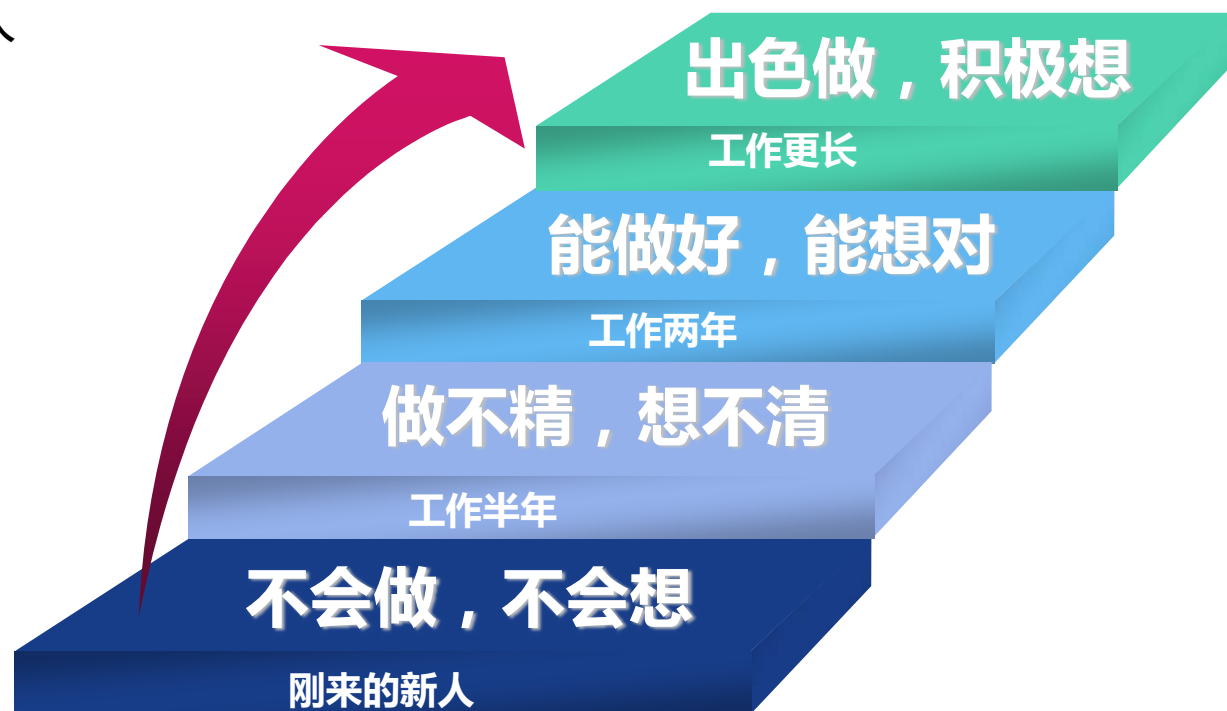 出色做，积极想
工作更长
能做好，能想对
工作两年
做不精，想不清
工作半年
不会做，不会想
刚来的新人